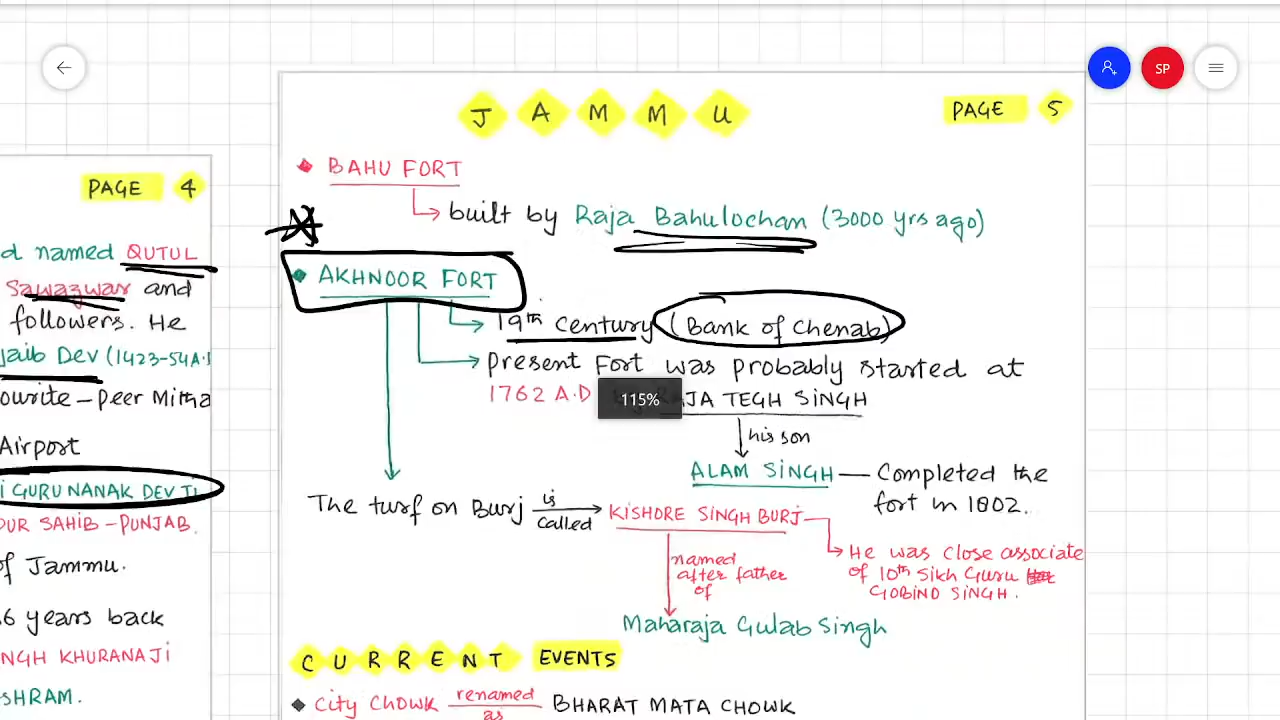 SP
JAMMU
PAGE 5
BAHU FORT
built by Raja Bahulochan (3000 yrs ago)
AKHNOOR FORT
19th Century (Bank of Chenab)
present Fort was probably started at
1762 A.D by RAJA TEGH SINGH
115%
his son
ALAM SINGH — Completed the
fort in 1802.
The turf on Burj is called KISHORE SINGH BURJ
He was close associate
of 10th Sikh Guru
GOBIND SINGH.
named
after father
of
Maharaja Gulab Singh
CURRENT EVENTS
City CHOWK renamed as BHARAT MATA CHOWK
PAGE 4
d named QUTUL
Sawazwar and
followers. He
jaib Dev (1423-54A.D
ourite - peer Mitha
Airport
i GURU NANAK DEV JI
PUR SAHIB - PUNJAB.
of Jammu.
6 years back
NGH KHURANA Ji
SHRAM.